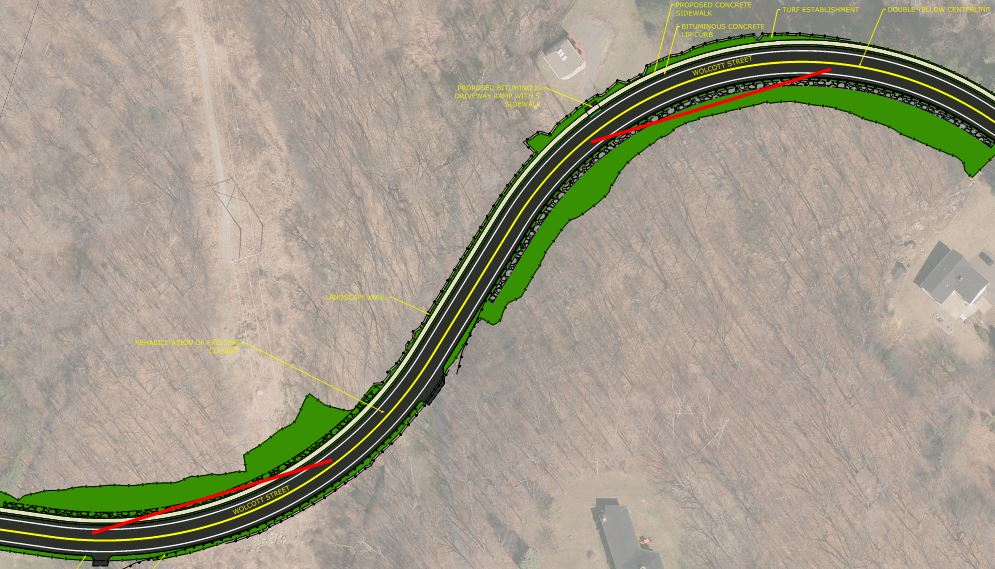 PROPOSED CONCRETE
SIDEWALK
TURF ESTABLISHMENT
DOUBLE YELLOW CENTERLINE
BITUMINOUS CONCRETE
LIP CURB
WOLCOTT STREET
PROPOSED BITUMINOUS
DRIVEWAY RAMP WITH 5'
SIDEWALK
LANDSCAPE WALL
REHABILITATION OF EXISTING
CULVERT
WOLCOTT STREET